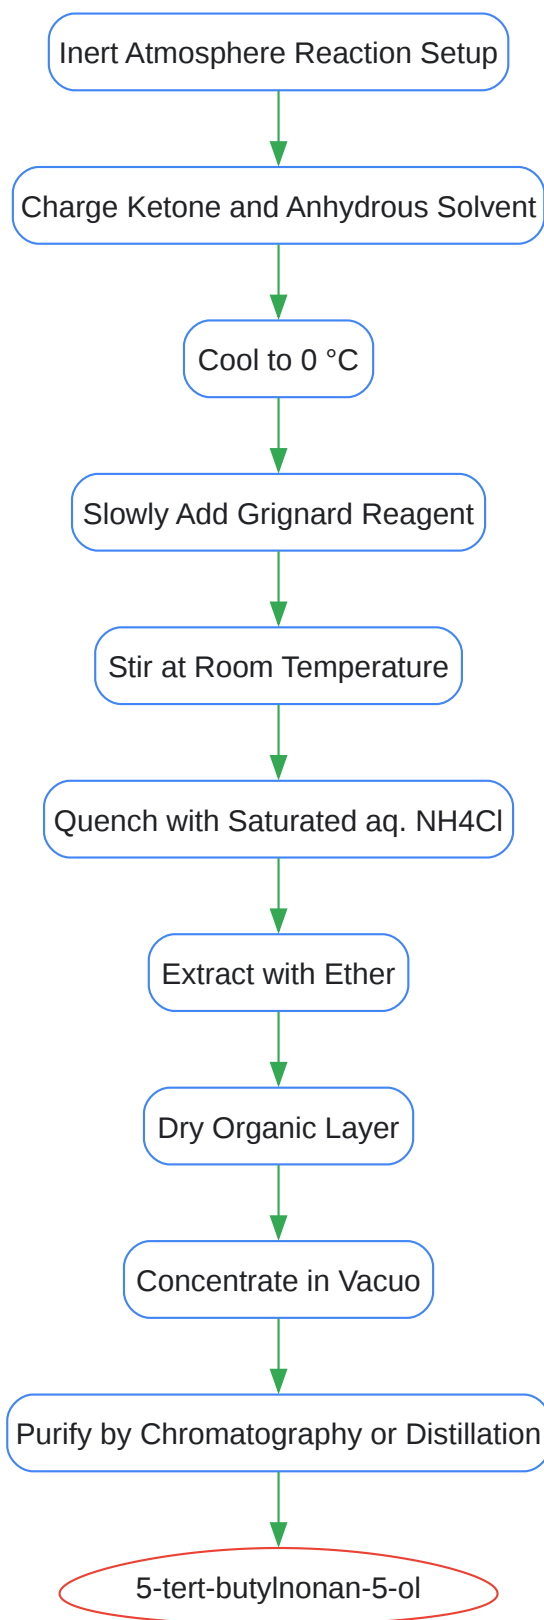 Inert Atmosphere Reaction Setup
Charge Ketone and Anhydrous Solvent
Cool to 0 °C
Slowly Add Grignard Reagent
Stir at Room Temperature
Quench with Saturated aq. NH4Cl
Extract with Ether
Dry Organic Layer
Concentrate in Vacuo
Purify by Chromatography or Distillation
5-tert-butylnonan-5-ol